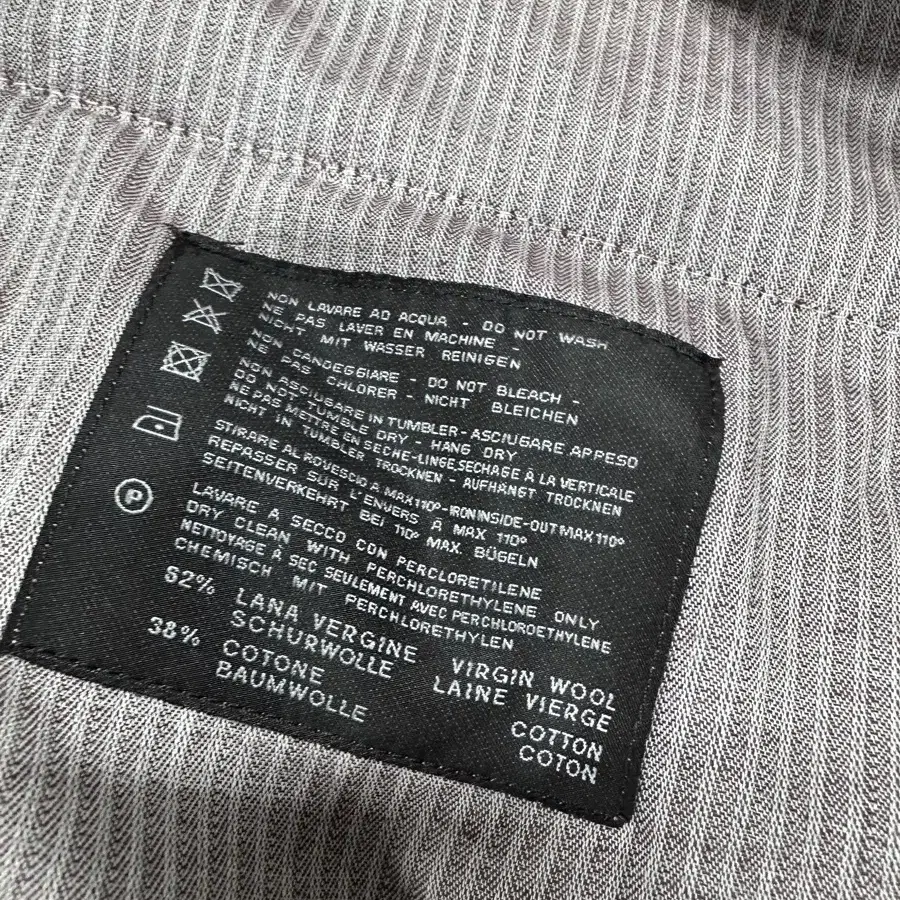 NON LAVARE AD ACQUA - DO NOT WASH
NE PAS LAVER EN MACHINE -
NICHT MIT WASSER REINIGEN
NON CANDEGGIARE - DO NOT BLEACH -
NE PAS CHLORER - NICHT BLEICHEN
NON ASCIUGARE IN TUMBLER-ASCIUGARE APPESO
DO NOT TUMBLE DRY - HANG DRY
NE PAS METTRE EN SECHE-LINGE,SECHAGE À LA VERTICALE
NICHT IN TUMBLER TROCKNEN - AUFHÄNGT TROCKNEN
STIRARE AL ROVESCIO A MAX 110°-IRON INSIDE-OUT MAX 110°
REPASSER SUR L'ENVERS À MAX 110°
SEITENVERKEHRT BEI 110° MAX. BÜGELN
LAVARE A SECCO CON PERCLORETILENE
DRY CLEAN WITH PERCHLORETHYLENE ONLY
NETTOYAGE À SEC SEULEMENT AVEC PERCHLOROETHYLENE
CHEMISCH MIT PERCHLORETHYLEN
P
62% LANA VERGINE VIRGIN WOOL
SCHURWOLLE LAINE VIERGE
38% COTONE COTTON
BAUMWOLLE COTON